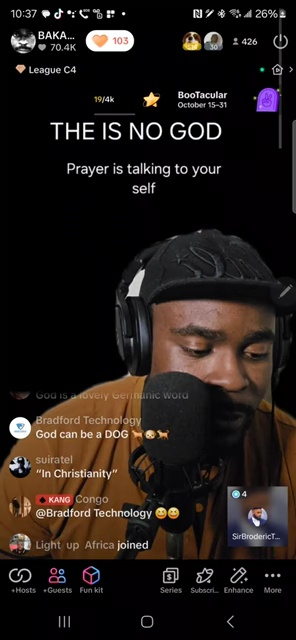 10:37
26%
BAKA...
70.4K
103
30
426
League C4
19/4k
BooTacular
October 15–31
THE IS NO GOD
Prayer is talking to your
self
God is a lovely Germanic word
Bradford Technology
God can be a DOG 🐕🐶🐕
suiratel
“In Christianity”
KANG Congo
@Bradford Technology 😆😆
Light up Africa joined
4
SirBrodericT...
+Hosts
+Guests
Fun kit
Series
Subscri...
Enhance
More